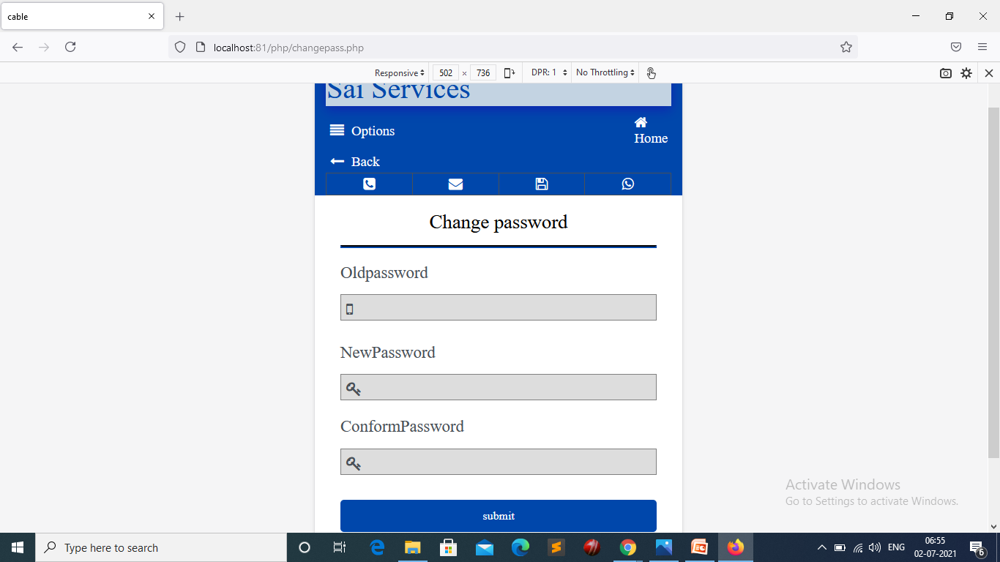 cable
localhost:81/php/changepass.php
Responsive 502 × 736 DPR: 1 No Throttling
Sai Services
Options
Home
Back
Change password
Oldpassword
NewPassword
ConformPassword
submit
Activate Windows
Go to Settings to activate Windows.
Type here to search
ENG
06:55
02-07-2021
6